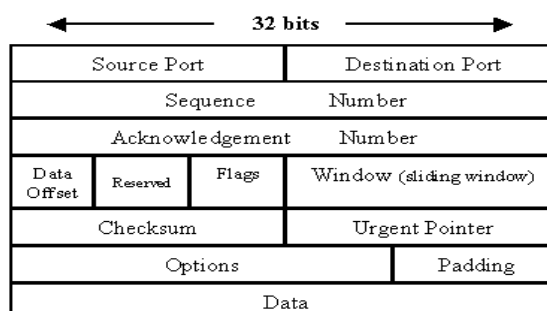 32 bits
Source Port Destination Port
Sequence Number
Acknowledgement Number
Data Offset Reserved Flags Window (sliding window)
Checksum Urgent Pointer
Options Padding
Data